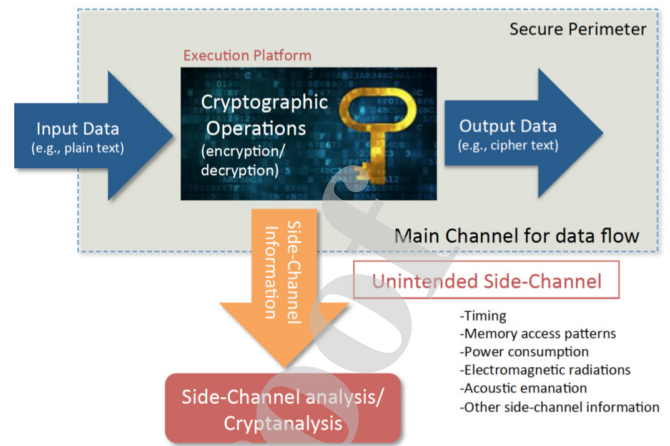 Secure Perimeter
Execution Platform
Cryptographic
Operations
(encryption/
decryption)
Input Data
(e.g., plain text)
Output Data
(e.g., cipher text)
Main Channel for data flow
Side-Channel
Information
Unintended Side-Channel
-Timing
-Memory access patterns
-Power consumption
-Electromagnetic radiations
-Acoustic emanation
-Other side-channel information
Side-Channel analysis/
Cryptanalysis